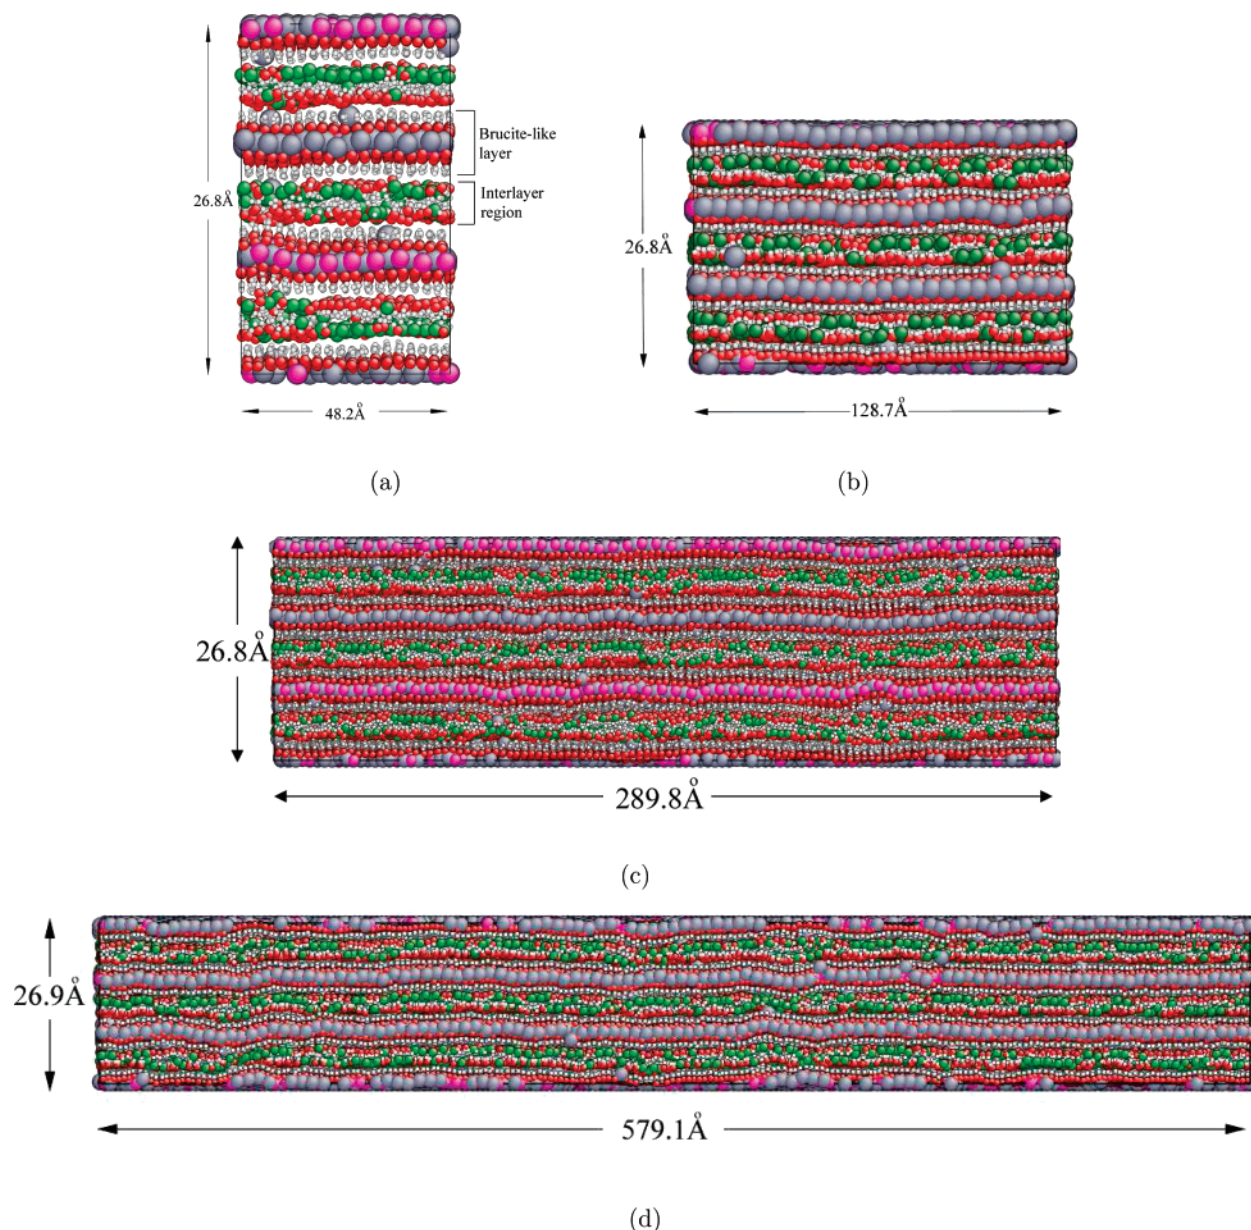 Brucite-like
layer
26.8Å
Interlayer
region
48.2Å
(a)
26.8Å
128.7Å
(b)
26.8Å
289.8Å
(c)
26.9Å
579.1Å
(d)